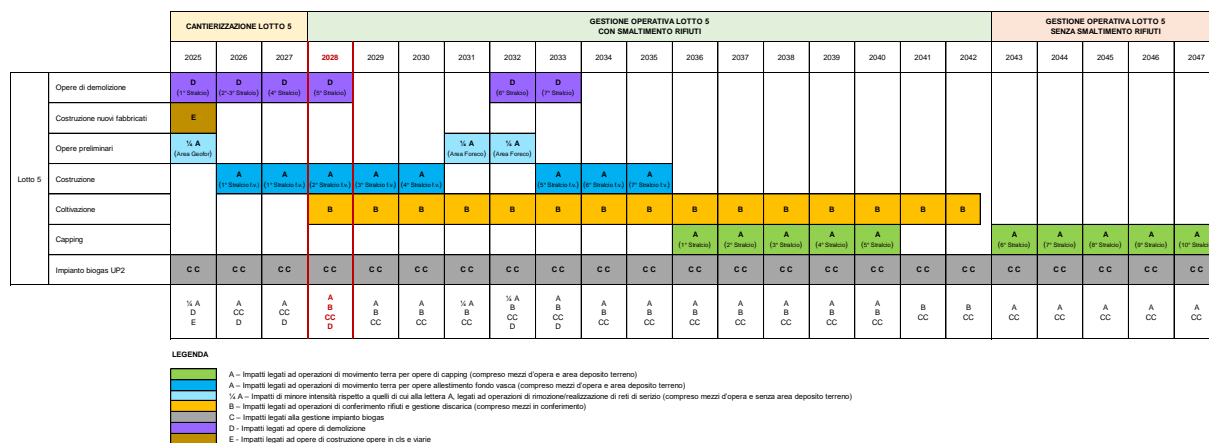 CANTIERIZZAZIONE LOTTO 5
GESTIONE OPERATIVA LOTTO 5
CON SMALTIMENTO RIFIUTI
GESTIONE OPERATIVA LOTTO 5
SENZA SMALTIMENTO RIFIUTI
2025 2026 2027 2028 2029 2030 2031 2032 2033 2034 2035 2036 2037 2038 2039 2040 2041 2042 2043 2044 2045 2046 2047
Lotto 5
Opere di demolizione
D D D D D D
(1° Stralcio) (2°-3° Stralcio) (4° Stralcio) (5° Stralcio) (6° Stralcio) (7° Stralcio)
Costruzione nuovi fabbricati
E
Opere preliminari
¼ A ¼ A ¼ A
(Area Geofor) (Area Foreco) (Area Foreco)
Costruzione
A A A A A A A A
(1° Stralcio f.v.) (1° Stralcio f.v.) (2° Stralcio f.v.) (3° Stralcio f.v.) (4° Stralcio f.v.) (5° Stralcio f.v.) (6° Stralcio f.v.) (7° Stralcio f.v.)
Coltivazione
B B B B B B B B B B B B B B B
Capping
A A A A A A A A A A
(1° Stralcio) (2° Stralcio) (3° Stralcio) (4° Stralcio) (5° Stralcio) (6° Stralcio) (7° Stralcio) (8° Stralcio) (9° Stralcio) (10° Stralcio)
Impianto biogas UP2
C C C C C C C C C C C C C C C C C C C C C C C C C C C C C C C C C C C C C C C C C C C C C C
¼ A A A A A A ¼ A ¼ A A A A A A A A A B B A A A A A
D CC CC B B B B B B B B B B B B B CC CC CC CC CC CC CC
E D D CC CC CC CC CC CC CC CC CC CC CC CC CC
D D D
LEGENDA
A – Impatti legati ad operazioni di movimento terra per opere di capping (compreso mezzi d'opera e area deposito terreno)
A – Impatti legati ad operazioni di movimento terra per opere allestimento fondo vasca (compreso mezzi d'opera e area deposito terreno)
¼ A – Impatti di minore intensità rispetto a quelli di cui alla lettera A, legati ad operazioni di rimozione/realizzazione di reti di serizio (compreso mezzi d'opera e senza area deposito terreno)
B – Impatti legati ad operazioni di conferimento rifiuti e gestione discarica (compreso mezzi in conferimento)
C – Impatti legati alla gestione impianto biogas
D - Impatti legati ad opere di demolizione
E - Impatti legati ad opere di costruzione opere in cls e viarie